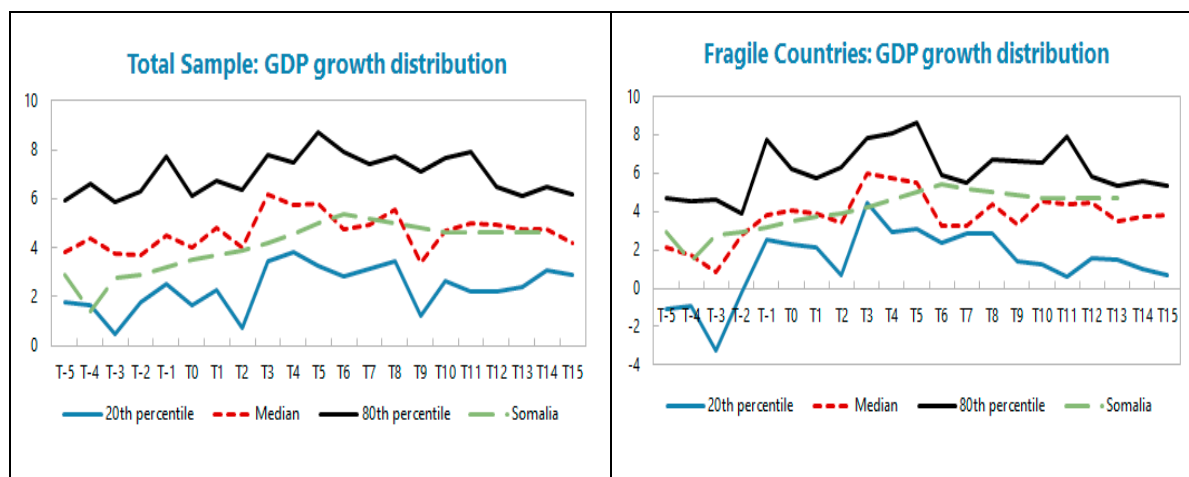 Total Sample: GDP growth distribution
10
8
6
4
2
0
T-5 T-4 T-3 T-2 T-1 T0 T1 T2 T3 T4 T5 T6 T7 T8 T9 T10 T11 T12 T13 T14 T15
20th percentile Median 80th percentile Somalia
Fragile Countries: GDP growth distribution
10
8
6
4
2
0
T-5 T-4 T-3 T-2 T-1 T0 T1 T2 T3 T4 T5 T6 T7 T8 T9 T10 T11 T12 T13 T14 T15
-2
-4
20th percentile Median 80th percentile Somalia